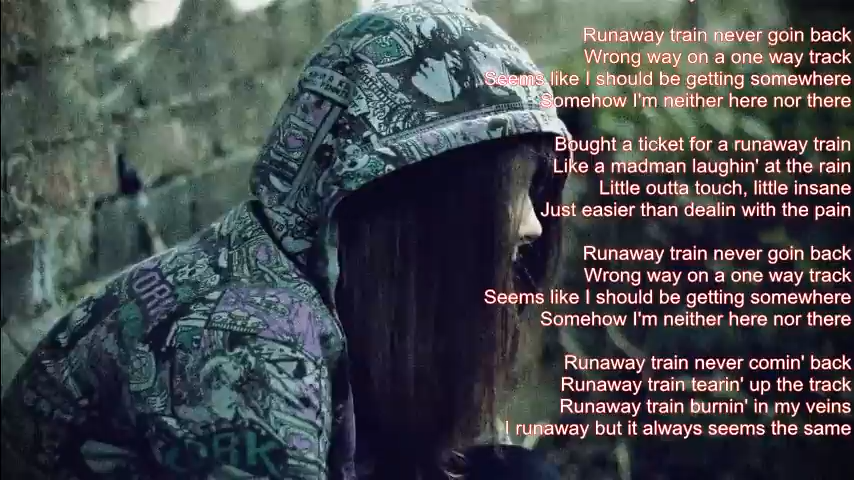 Runaway train never goin back
Wrong way on a one way track
Seems like I should be getting somewhere
Somehow I'm neither here nor there
Bought a ticket for a runaway train
Like a madman laughin' at the rain
Little outta touch, little insane
Just easier than dealin with the pain
Runaway train never goin back
Wrong way on a one way track
Seems like I should be getting somewhere
Somehow I'm neither here nor there
Runaway train never comin' back
Runaway train tearin' up the track
Runaway train burnin' in my veins
I runaway but it always seems the same
ORK